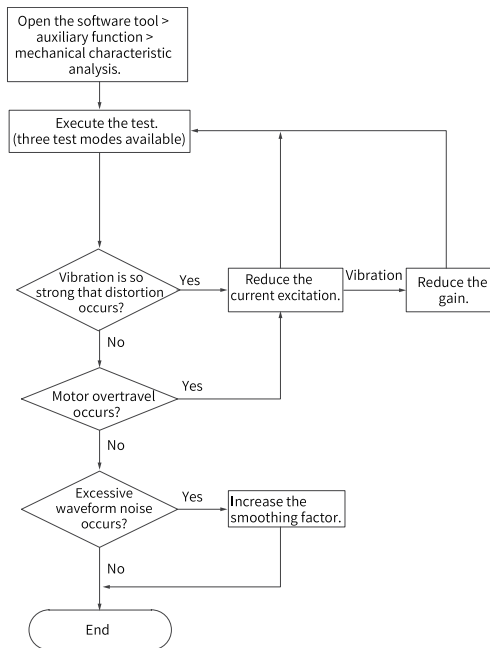 Open the software tool >
auxiliary function >
mechanical characteristic
analysis.
Execute the test.
(three test modes available)
Vibration is so
strong that distortion
occurs?
Yes
Reduce the
current excitation.
Vibration
Reduce the
gain.
No
Motor overtravel
occurs?
Yes
No
Excessive
waveform noise
occurs?
Yes
Increase the
smoothing factor.
No
End